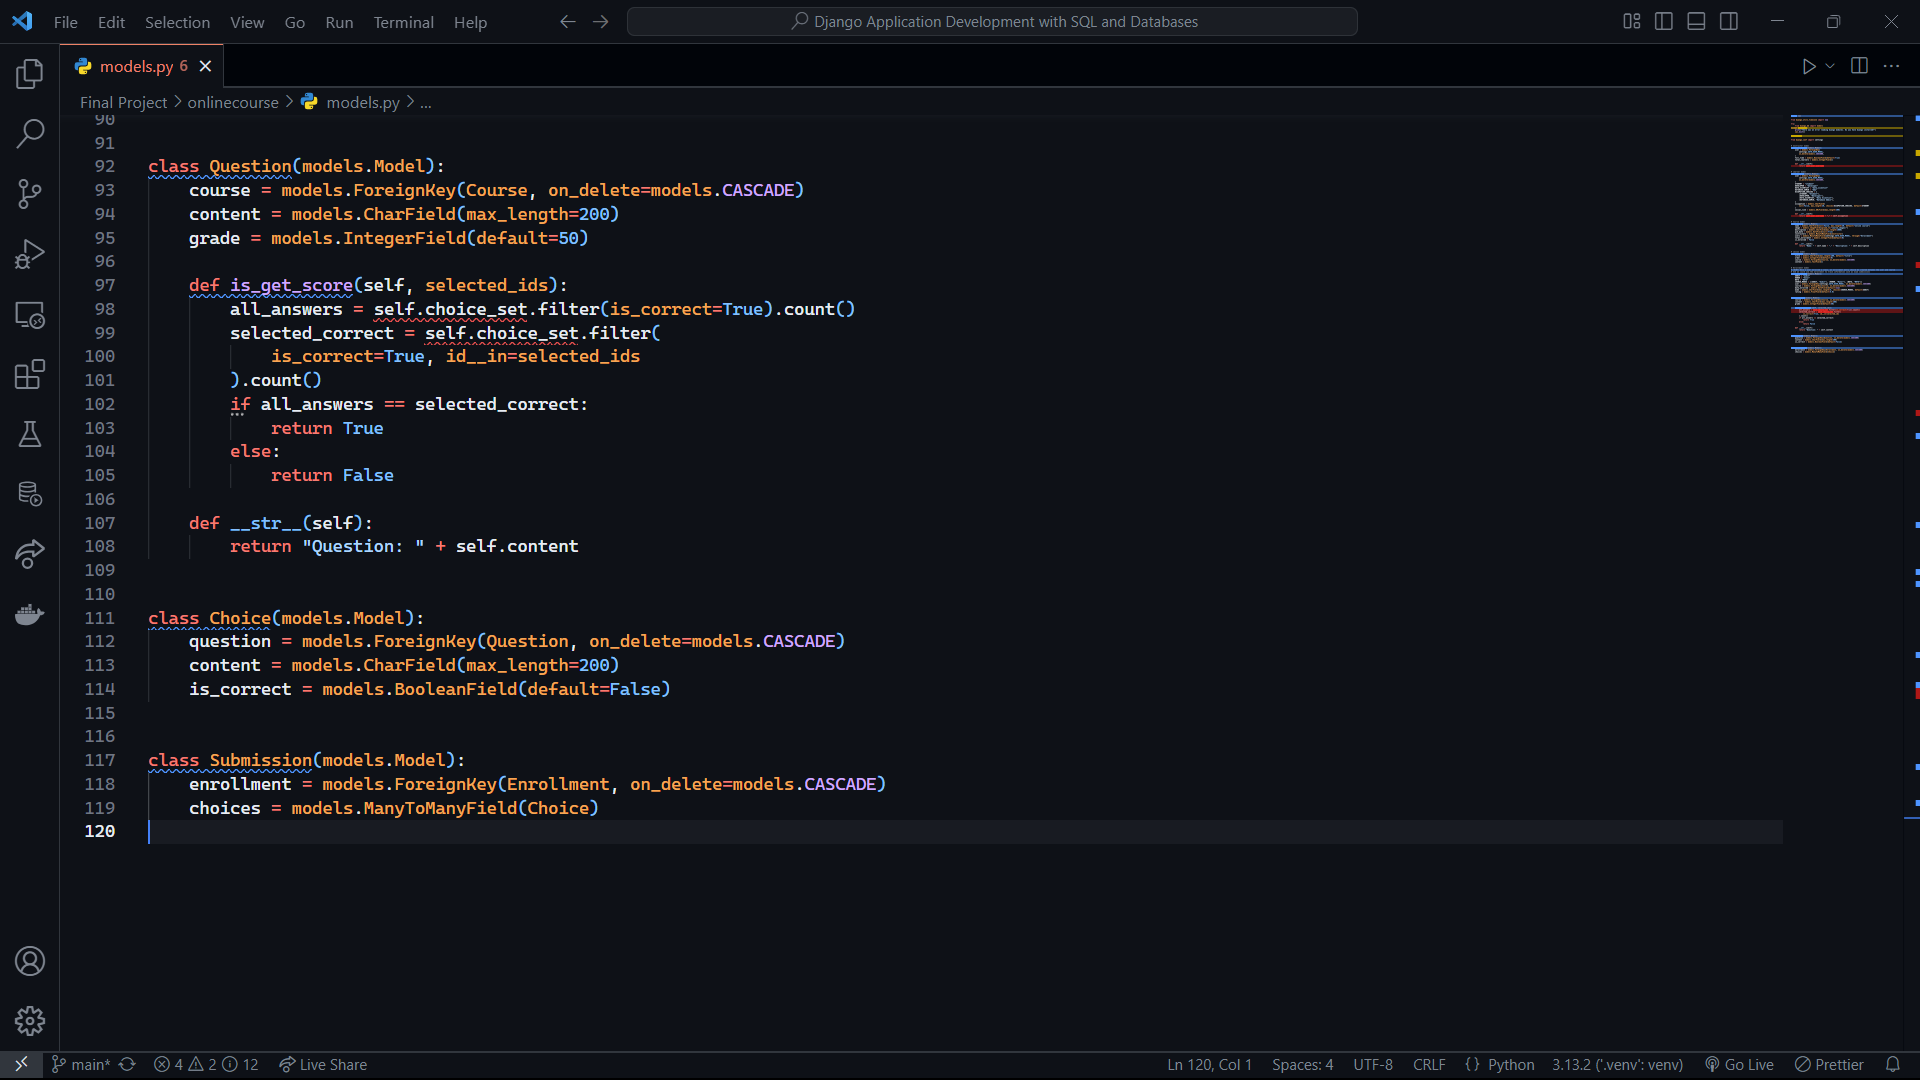 File Edit Selection View Go Run Terminal Help
Django Application Development with SQL and Databases
models.py 6
Final Project > onlinecourse > models.py > ...
90
91
92 class Question(models.Model):
93 course = models.ForeignKey(Course, on_delete=models.CASCADE)
94 content = models.CharField(max_length=200)
95 grade = models.IntegerField(default=50)
96
97 def is_get_score(self, selected_ids):
98 all_answers = self.choice_set.filter(is_correct=True).count()
99 selected_correct = self.choice_set.filter(
100 is_correct=True, id__in=selected_ids
101 ).count()
102 if all_answers == selected_correct:
103 return True
104 else:
105 return False
106
107 def __str__(self):
108 return "Question: " + self.content
109
110
111 class Choice(models.Model):
112 question = models.ForeignKey(Question, on_delete=models.CASCADE)
113 content = models.CharField(max_length=200)
114 is_correct = models.BooleanField(default=False)
115
116
117 class Submission(models.Model):
118 enrollment = models.ForeignKey(Enrollment, on_delete=models.CASCADE)
119 choices = models.ManyToManyField(Choice)
120
main* 4 2 12 Live Share Ln 120, Col 1 Spaces: 4 UTF-8 CRLF {} Python 3.13.2 ('.venv': venv) Go Live Prettier